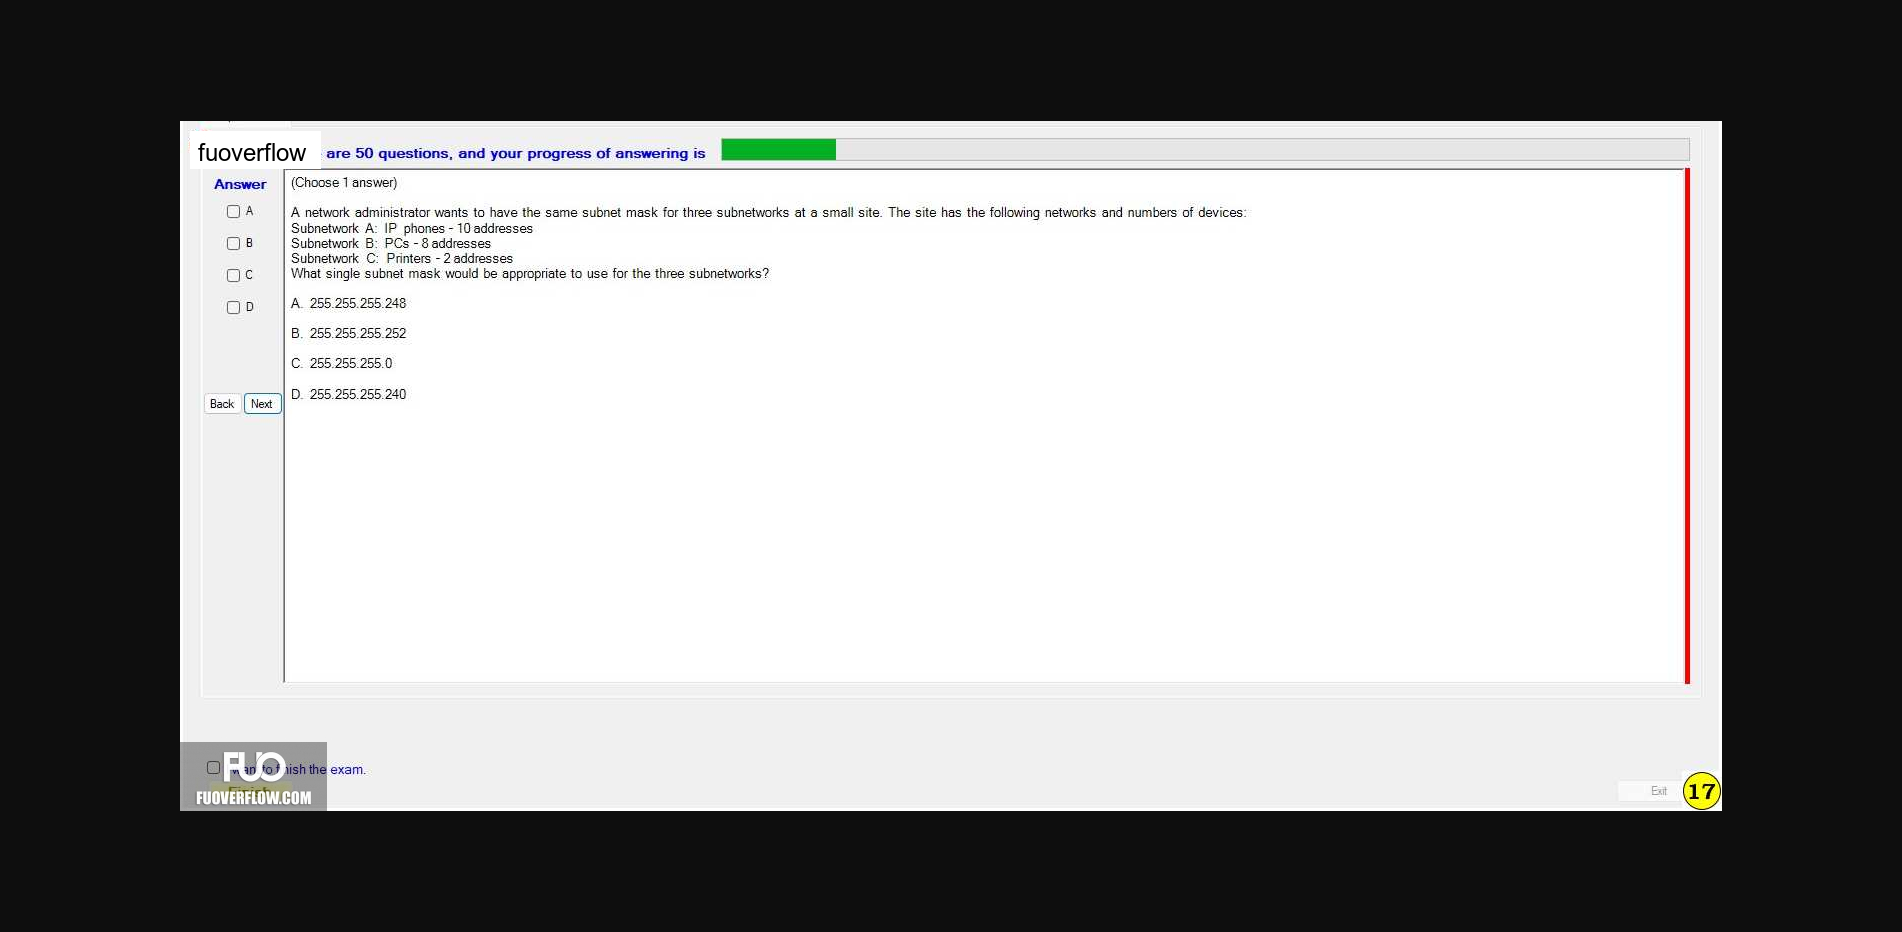 fuoverflow are 50 questions, and your progress of answering is
Answer
A
B
C
D
Back Next
(Choose 1 answer)
A network administrator wants to have the same subnet mask for three subnetworks at a small site. The site has the following networks and numbers of devices:
Subnetwork A: IP phones - 10 addresses
Subnetwork B: PCs - 8 addresses
Subnetwork C: Printers - 2 addresses
What single subnet mask would be appropriate to use for the three subnetworks?
A. 255.255.255.248
B. 255.255.255.252
C. 255.255.255.0
D. 255.255.255.240
FUO
want to finish the exam.
Finish
FUOVERFLOW.COM
Exit
17